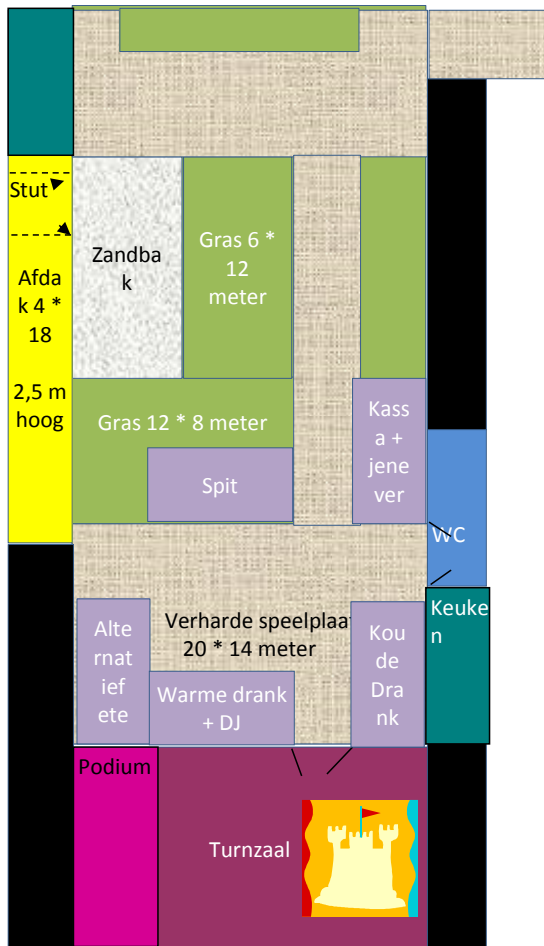 Stut
Zandba
k
Gras 6 *
12
meter
Afda
k 4 *
18
2,5 m
hoog
Gras 12 * 8 meter
Kass
a +
jene
ver
Spit
WC
Keuke
n
Alte
rnat
ief
ete
Verharde speelplaat
20 * 14 meter
Kou
de
Dra
nk
Warme drank
+ DJ
Podium
Turnzaal